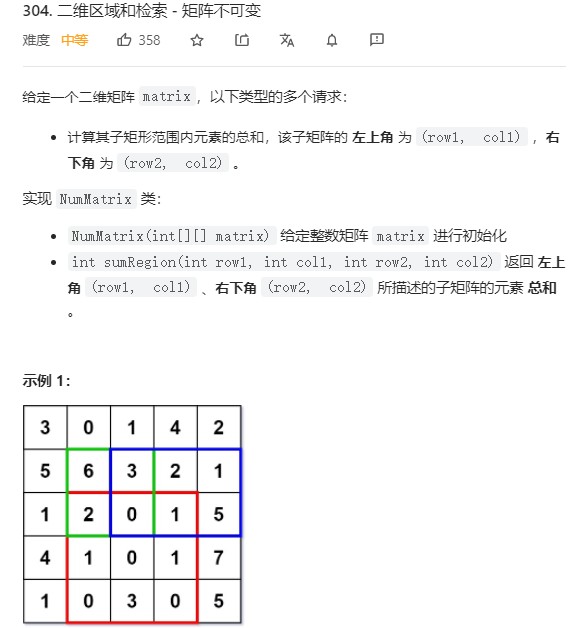 304. 二维区域和检索 - 矩阵不可变
难度 中等 358
给定一个二维矩阵 matrix，以下类型的多个请求：
• 计算其子矩形范围内元素的总和，该子矩阵的 左上角 为 (row1, col1) ，右
下角 为 (row2, col2) 。
实现 NumMatrix 类：
• NumMatrix(int[][] matrix) 给定整数矩阵 matrix 进行初始化
• int sumRegion(int row1, int col1, int row2, int col2) 返回 左上
角 (row1, col1) 、右下角 (row2, col2) 所描述的子矩阵的元素 总和
。
示例 1：
3 0 1 4 2
5 6 3 2 1
1 2 0 1 5
4 1 0 1 7
1 0 3 0 5